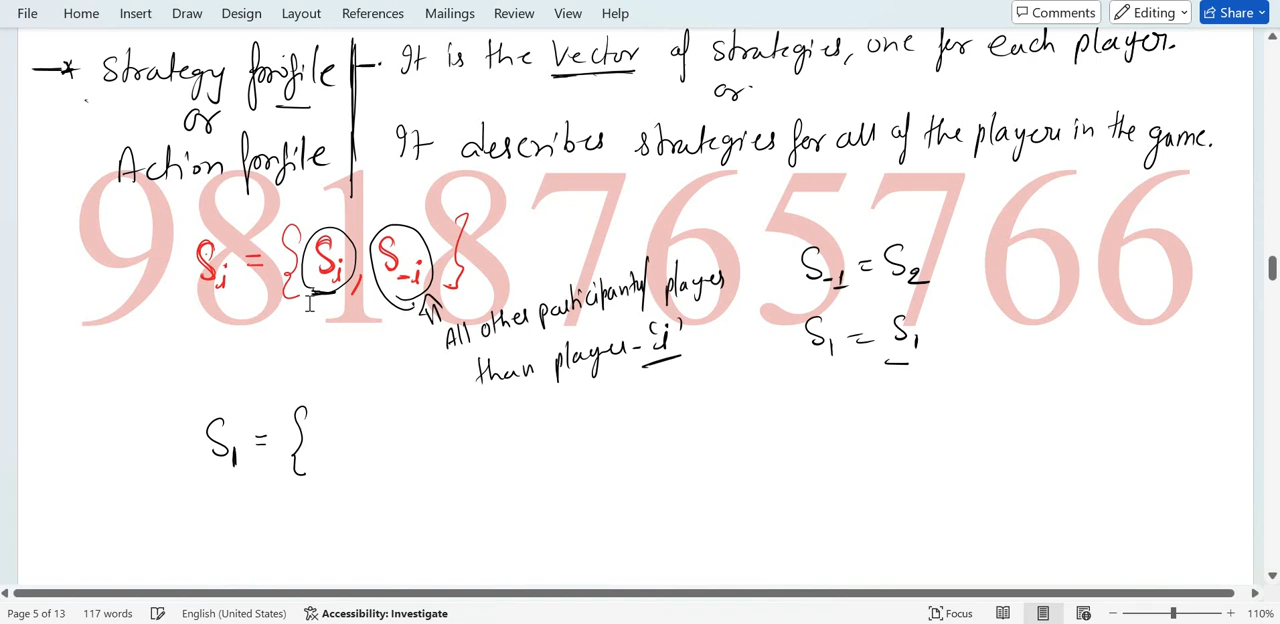 File Home Insert Draw Design Layout References Mailings Review View Help Comments Editing Share
Strategy profile It is the vector of strategies, one for each player.
or or
Action profile It describes strategies for all of the players in the game.
9818765766
Si = {Si, S-i} S-1 = S2
All other participants/players
than player - 'i' S1 = S1
S1 = {
Page 5 of 13 117 words English (United States) Accessibility: Investigate Focus 110%